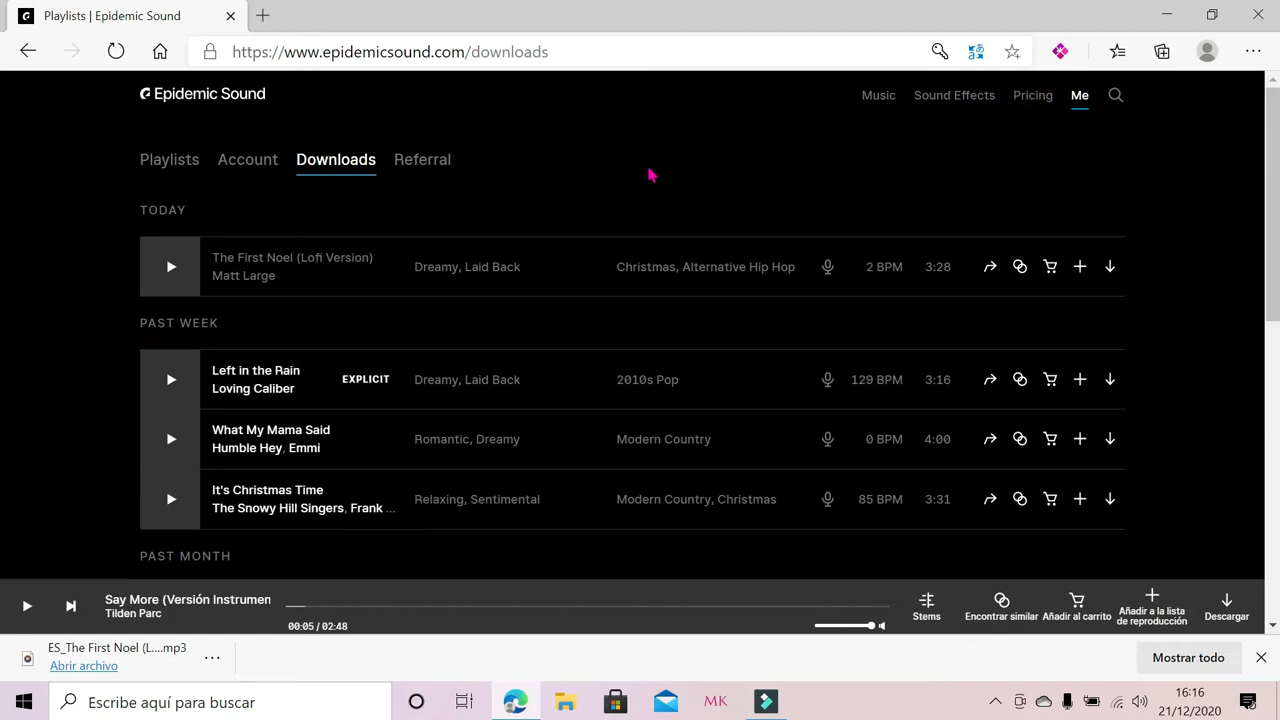 Playlists | Epidemic Sound
https://www.epidemicsound.com/downloads
Epidemic Sound
Music Sound Effects Pricing Me
Playlists Account Downloads Referral
TODAY
The First Noel (Lofi Version)
Matt Large
Dreamy, Laid Back
Christmas, Alternative Hip Hop
2 BPM
3:28
PAST WEEK
Left in the Rain
Loving Caliber
EXPLICIT
Dreamy, Laid Back
2010s Pop
129 BPM
3:16
What My Mama Said
Humble Hey, Emmi
Romantic, Dreamy
Modern Country
0 BPM
4:00
It's Christmas Time
The Snowy Hill Singers, Frank ...
Relaxing, Sentimental
Modern Country, Christmas
85 BPM
3:31
PAST MONTH
Say More (Versión Instrumen
Tilden Parc
00:05 / 02:48
Stems
Encontrar similar
Añadir al carrito
Añadir a la lista
de reproducción
Descargar
ES_The First Noel (L....mp3
Abrir archivo
Mostrar todo
Escribe aquí para buscar
MK
16:16
21/12/2020